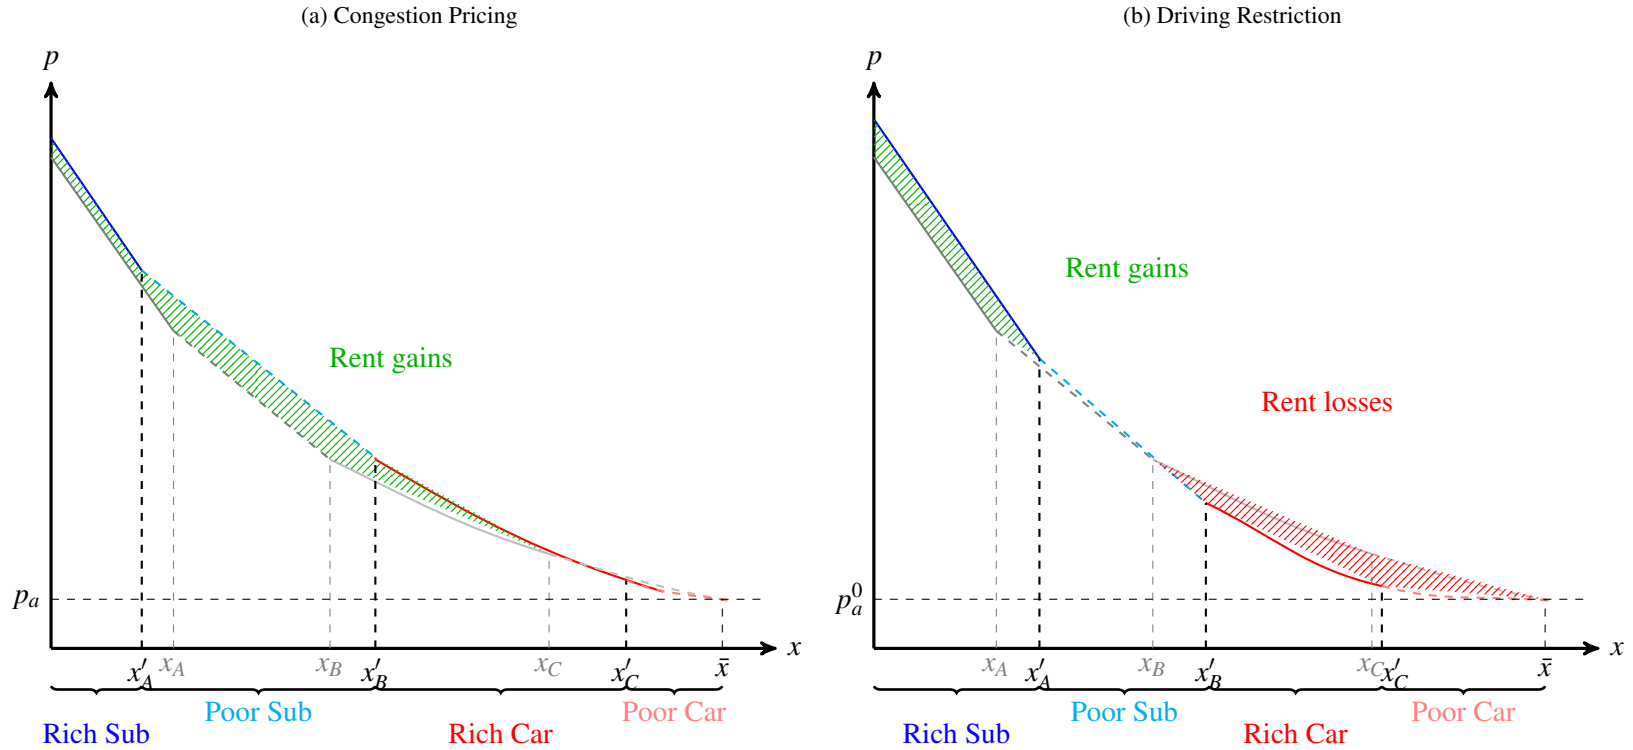 (a) Congestion Pricing
p
Rent gains
p_a
x
x'_A x_A x_B x'_B x_C x'_C x̄
Poor Sub Poor Car
Rich Sub Rich Car
(b) Driving Restriction
p
Rent gains
Rent losses
p_a^0
x
x_A x'_A x_B x'_B x_C x'_C x̄
Poor Sub Poor Car
Rich Sub Rich Car